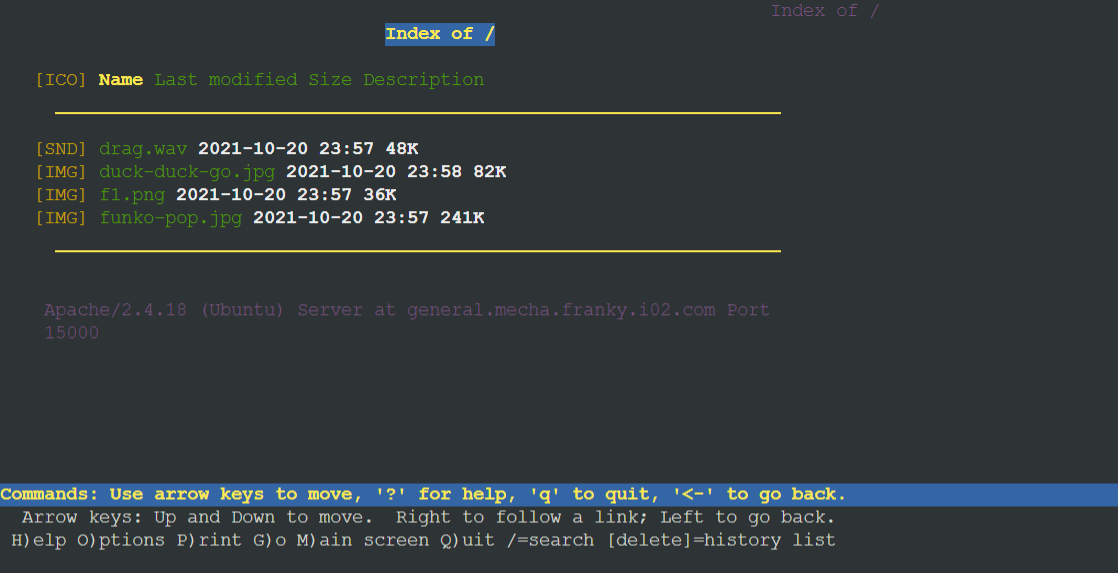 Index of /
Index of /
[ICO] Name Last modified Size Description
[SND] drag.wav 2021-10-20 23:57 48K
[IMG] duck-duck-go.jpg 2021-10-20 23:58 82K
[IMG] f1.png 2021-10-20 23:57 36K
[IMG] funko-pop.jpg 2021-10-20 23:57 241K
Apache/2.4.18 (Ubuntu) Server at general.mecha.franky.i02.com Port
15000
Commands: Use arrow keys to move, '?' for help, 'q' to quit, '<-' to go back.
Arrow keys: Up and Down to move. Right to follow a link; Left to go back.
H)elp O)ptions P)rint G)o M)ain screen Q)uit /=search [delete]=history list